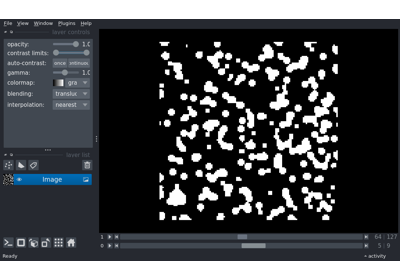 File View Window Plugins Help
layer controls
opacity: 1.0
contrast limits:
auto-contrast: once continuous
gamma: 1.0
colormap: gra
blending: transluc
interpolation: nearest
layer list
Image
1 64 127
0 5 9
Ready activity